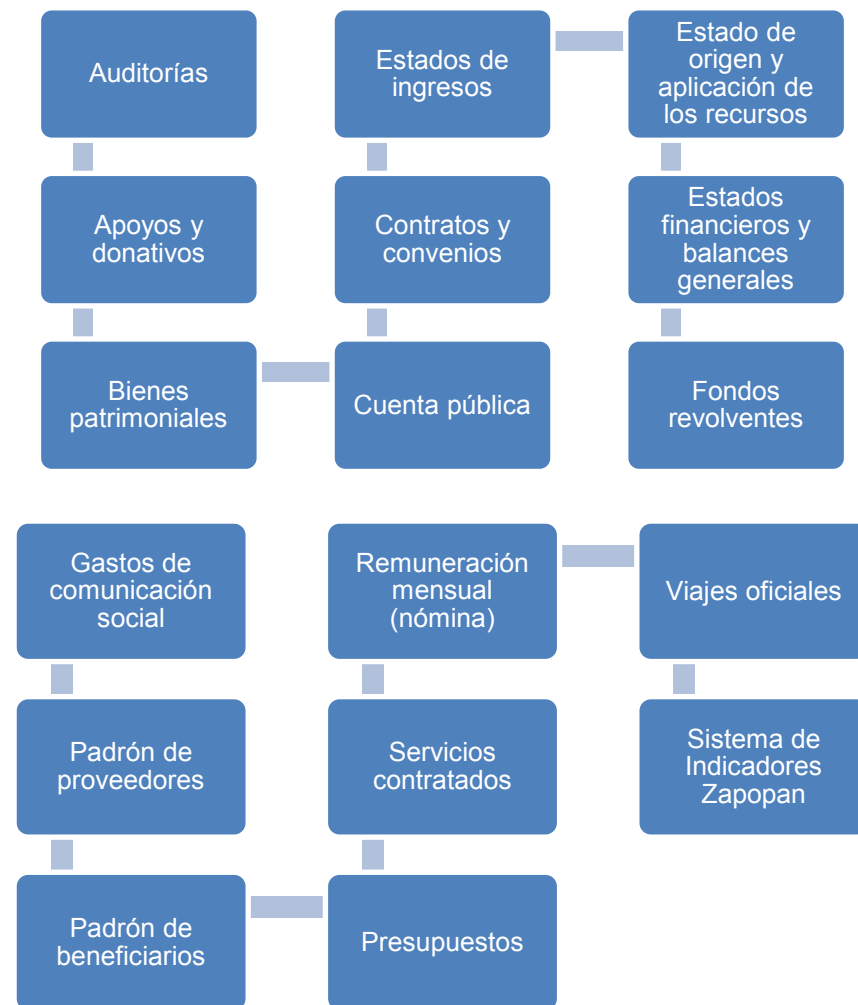 Auditorías
Apoyos y
donativos
Bienes
patrimoniales
Cuenta pública
Contratos y
convenios
Estados de
ingresos
Estado de
origen y
aplicación de
los recursos
Estados
financieros y
balances
generales
Fondos
revolventes
Gastos de
comunicación
social
Padrón de
proveedores
Padrón de
beneficiarios
Presupuestos
Servicios
contratados
Remuneración
mensual
(nómina)
Viajes oficiales
Sistema de
Indicadores
Zapopan